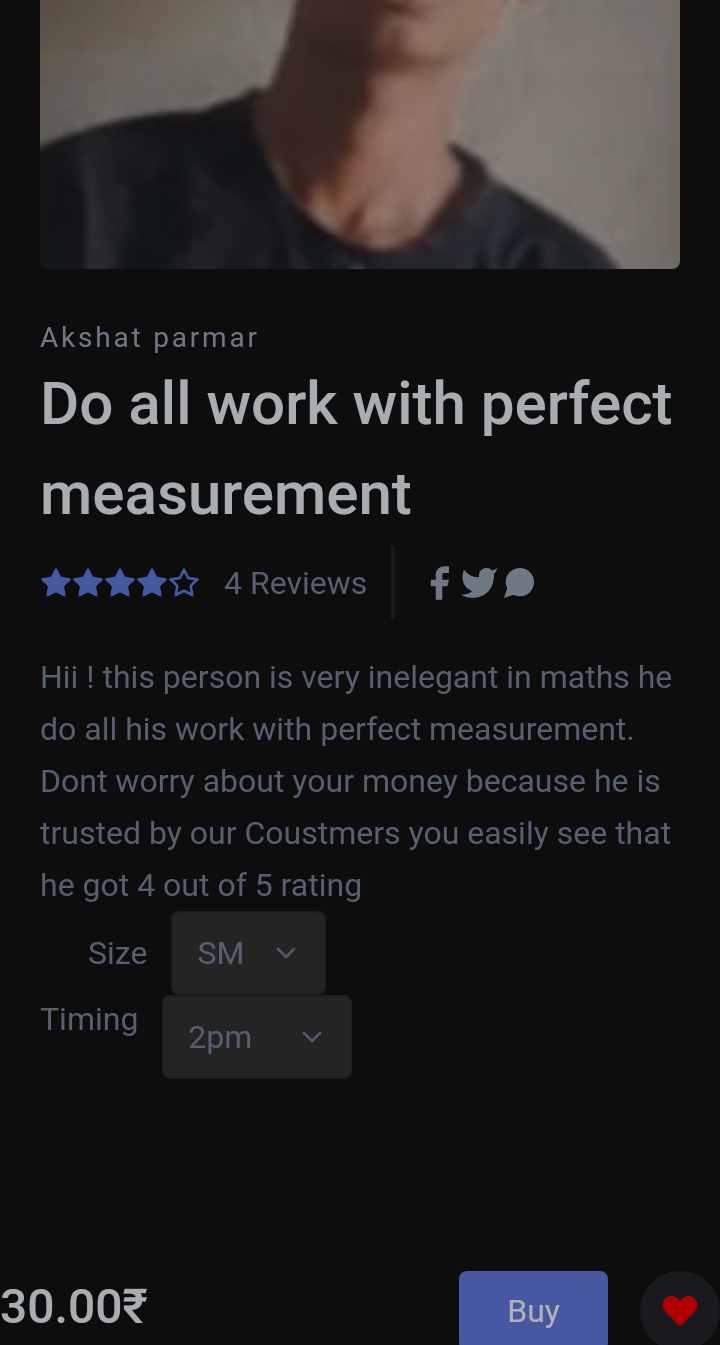 Akshat parmar
Do all work with perfect
measurement
4 Reviews
Hii ! this person is very inelegant in maths he
do all his work with perfect measurement.
Dont worry about your money because he is
trusted by our Coustmers you easily see that
he got 4 out of 5 rating
Size SM
Timing 2pm
30.00₹ Buy